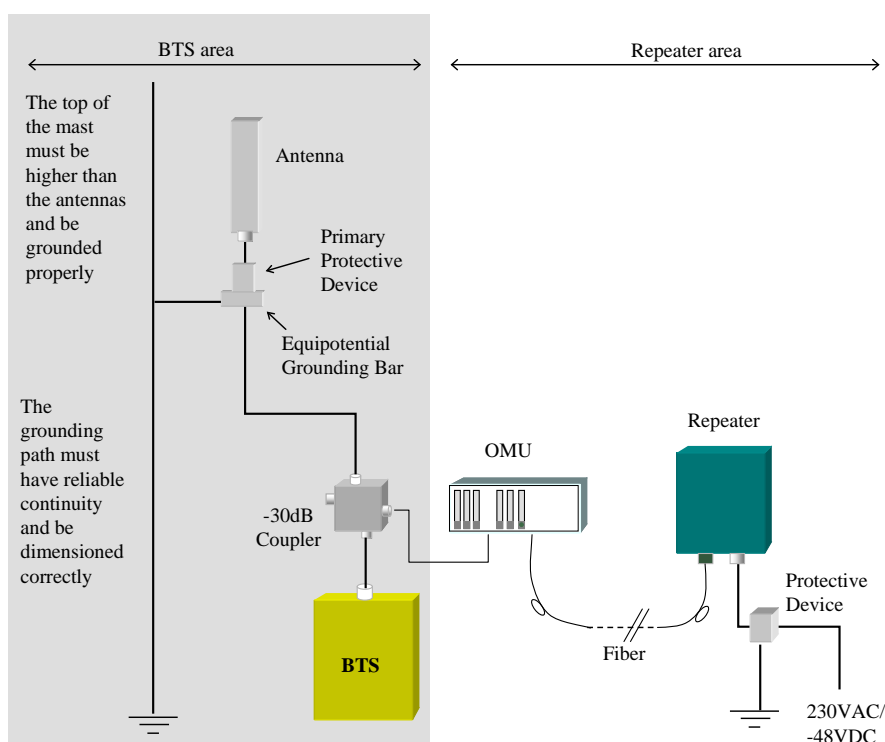 BTS area
Repeater area
The top of
the mast
must be
higher than
the antennas
and be
grounded
properly
Antenna
Primary
Protective
Device
Equipotential
Grounding Bar
The
grounding
path must
have reliable
continuity
and be
dimensioned
correctly
-30dB
Coupler
BTS
OMU
Repeater
Fiber
Protective
Device
230VAC/
-48VDC